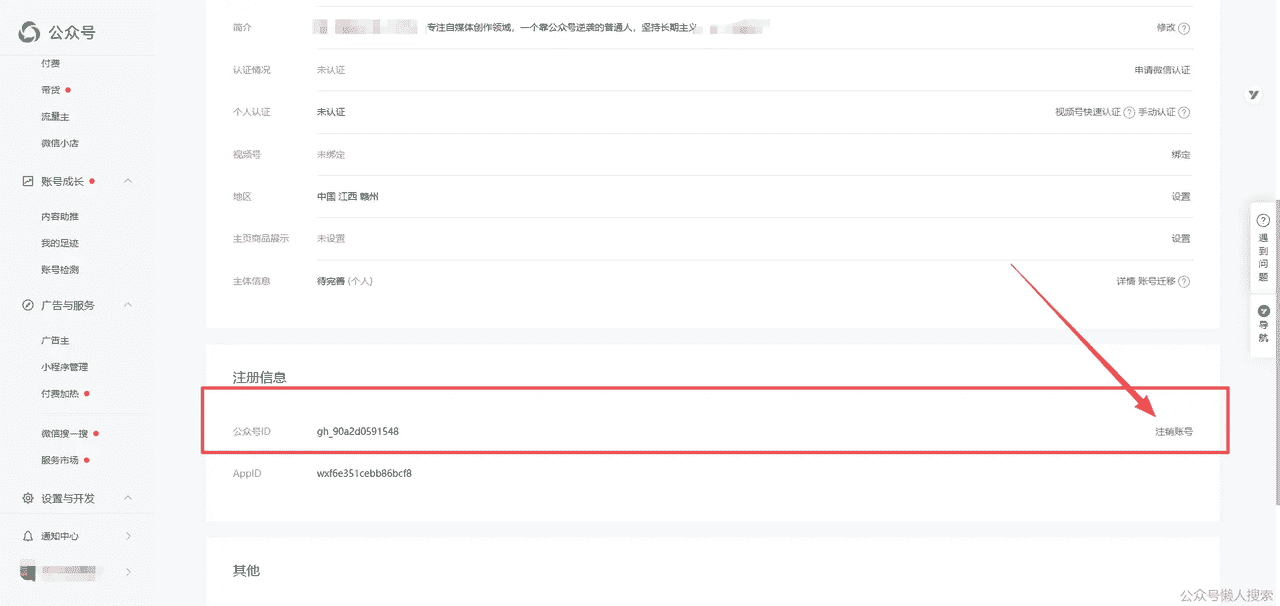 公众号
付费
带货
流量主
微信小店
账号成长
内容助推
我的足迹
账号检测
广告与服务
广告主
小程序管理
付费加热
微信搜一搜
服务市场
设置与开发
通知中心
简介 专注自媒体创作领域，一个靠公众号逆袭的普通人，坚持长期主义 修改
认证情况 未认证 申请微信认证
个人认证 未认证 视频号快速认证 手动认证
视频号 未绑定 绑定
地区 中国 江西 赣州 设置
主页商品展示 未设置 设置
主体信息 待完善 (个人) 详情 账号迁移
注册信息
公众号ID gh_90a2d0591548 注销账号
AppID wxf6e351cebb86bcf8
其他
遇到问题
导航
公众号懒人搜索